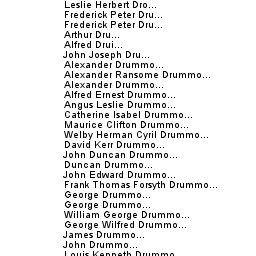 Leslie Herbert Dro...
Frederick Peter Dru...
Frederick Peter Dru...
Arthur Dru...
Alfred Drui...
John Joseph Dru...
Alexander Drummo...
Alexander Ransome Drummo...
Alexander Drummo...
Alfred Ernest Drummo...
Angus Leslie Drummo...
Catherine Isabel Drummo...
Maurice Clifton Drummo...
Welby Herman Cyril Drummo...
David Kerr Drummo...
John Duncan Drummo...
Duncan Drummo...
John Edward Drummo...
Frank Thomas Forsyth Drummo...
George Drummo...
George Drummo...
William George Drummo...
George Wilfred Drummo...
James Drummo...
John Drummo...
Louis Kenneth Drummo...